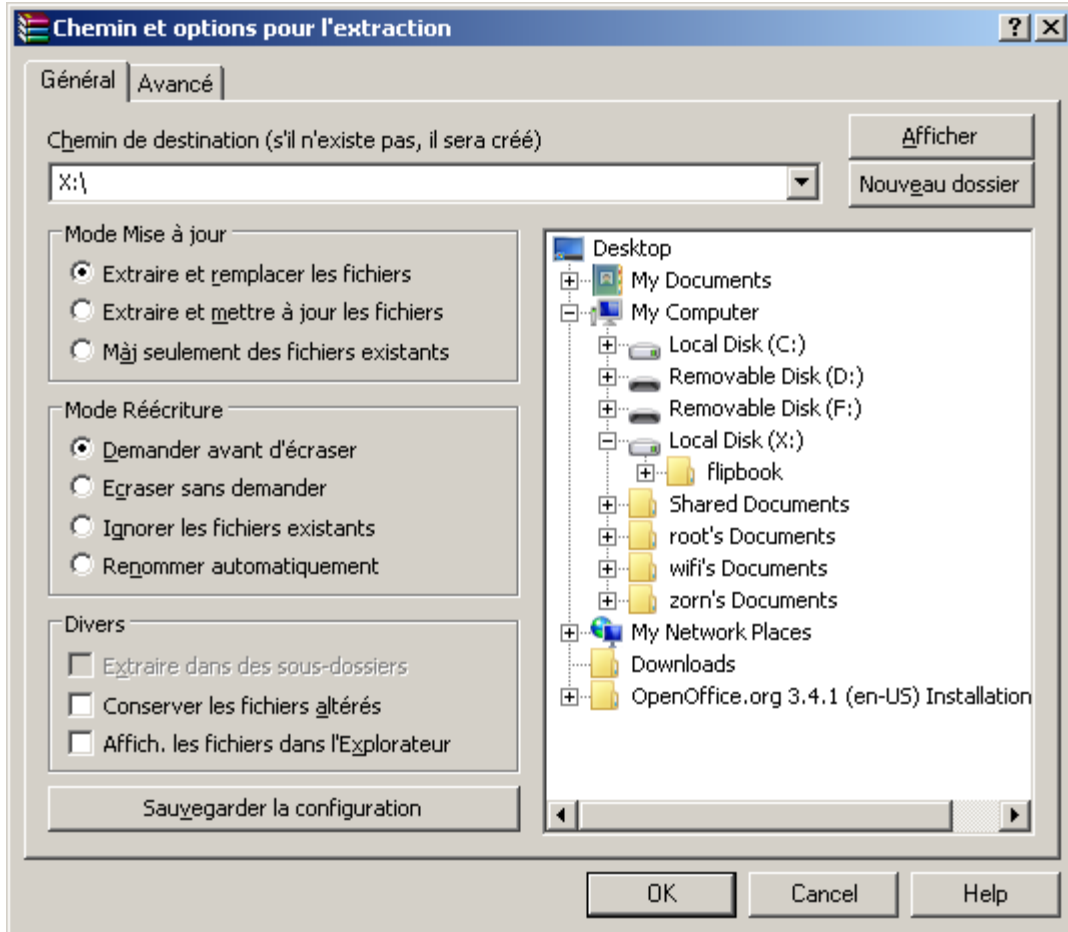 Chemin et options pour l'extraction
Général
Avancé
Chemin de destination (s'il n'existe pas, il sera créé)
Afficher
X:\
Nouveau dossier
Mode Mise à jour
Extraire et remplacer les fichiers
Extraire et mettre à jour les fichiers
Màj seulement des fichiers existants
Mode Réécriture
Demander avant d'écraser
Ecraser sans demander
Ignorer les fichiers existants
Renommer automatiquement
Divers
Extraire dans des sous-dossiers
Conserver les fichiers altérés
Affich. les fichiers dans l'Explorateur
Sauvegarder la configuration
Desktop
My Documents
My Computer
Local Disk (C:)
Removable Disk (D:)
Removable Disk (F:)
Local Disk (X:)
flipbook
Shared Documents
root's Documents
wifi's Documents
zorn's Documents
My Network Places
Downloads
OpenOffice.org 3.4.1 (en-US) Installation
OK
Cancel
Help